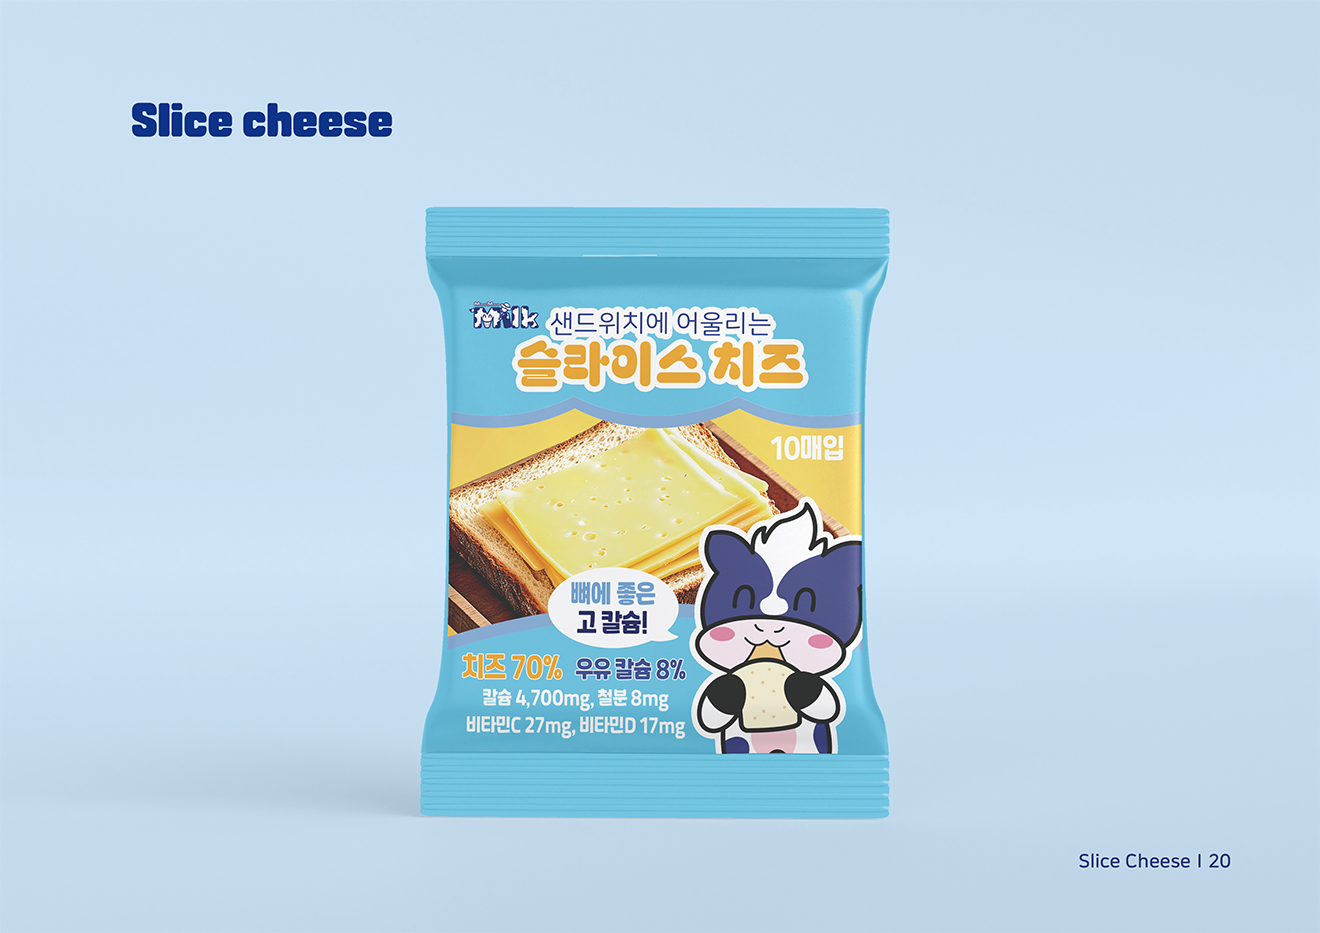 Slice cheese
Milk
샌드위치에 어울리는
슬라이스 치즈
10매입
뼈에 좋은
고 칼슘!
치즈 70% 우유 칼슘 8%
칼슘 4,700mg, 철분 8mg
비타민C 27mg, 비타민D 17mg
Slice Cheese I 20